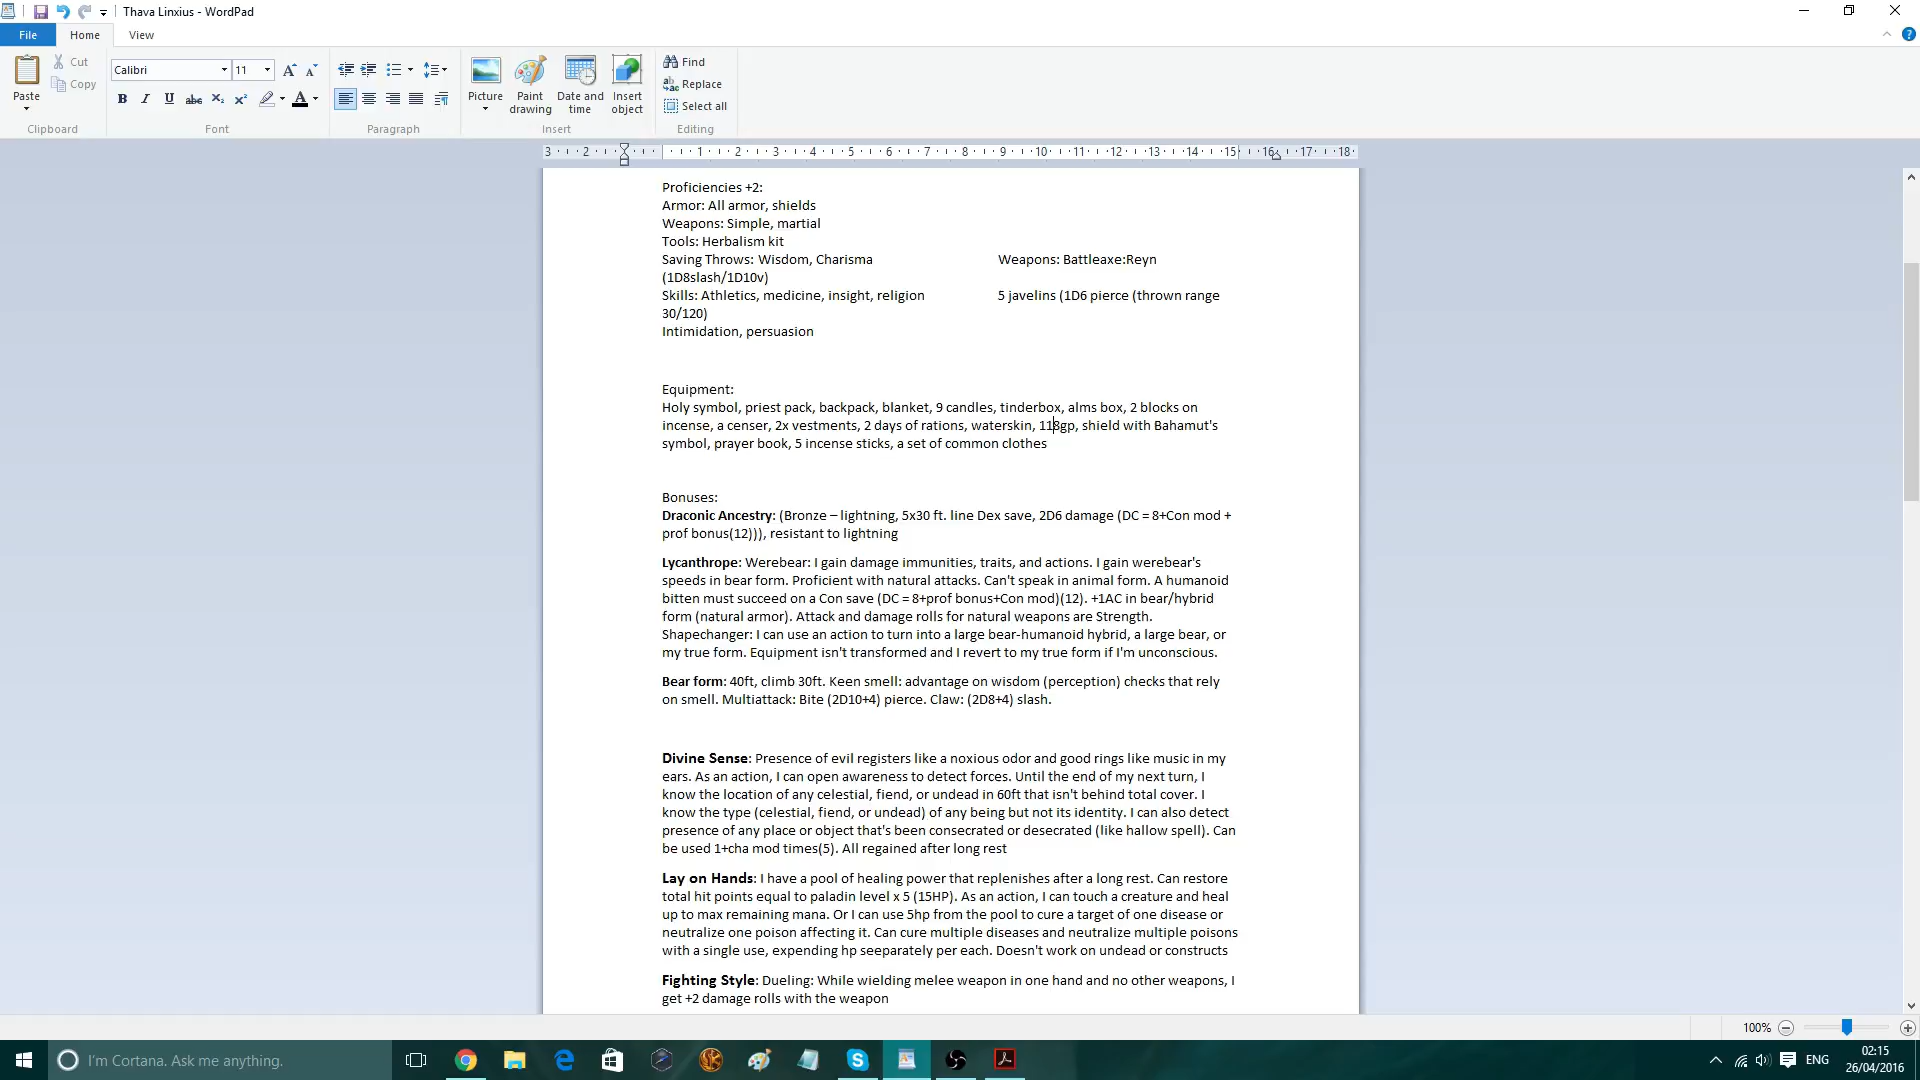 Thava Linxius - WordPad
File
Home
View
Paste
Cut
Copy
Clipboard
Calibri
11
Font
Paragraph
Picture
Paint drawing
Date and time
Insert object
Insert
Find
Replace
Select all
Editing
3 2 1 2 3 4 5 6 7 8 9 10 11 12 13 14 15 16 17 18
Proficiencies +2:
Armor: All armor, shields
Weapons: Simple, martial
Tools: Herbalism kit
Saving Throws: Wisdom, Charisma Weapons: Battleaxe:Reyn
(1D8slash/1D10v)
Skills: Athletics, medicine, insight, religion 5 javelins (1D6 pierce (thrown range
30/120)
Intimidation, persuasion
Equipment:
Holy symbol, priest pack, backpack, blanket, 9 candles, tinderbox, alms box, 2 blocks on
incense, a censer, 2x vestments, 2 days of rations, waterskin, 118gp, shield with Bahamut's
symbol, prayer book, 5 incense sticks, a set of common clothes
Bonuses:
Draconic Ancestry: (Bronze – lightning, 5x30 ft. line Dex save, 2D6 damage (DC = 8+Con mod +
prof bonus(12))), resistant to lightning
Lycanthrope: Werebear: I gain damage immunities, traits, and actions. I gain werebear's
speeds in bear form. Proficient with natural attacks. Can't speak in animal form. A humanoid
bitten must succeed on a Con save (DC = 8+prof bonus+Con mod)(12). +1AC in bear/hybrid
form (natural armor). Attack and damage rolls for natural weapons are Strength.
Shapechanger: I can use an action to turn into a large bear-humanoid hybrid, a large bear, or
my true form. Equipment isn't transformed and I revert to my true form if I'm unconscious.
Bear form: 40ft, climb 30ft. Keen smell: advantage on wisdom (perception) checks that rely
on smell. Multiattack: Bite (2D10+4) pierce. Claw: (2D8+4) slash.
Divine Sense: Presence of evil registers like a noxious odor and good rings like music in my
ears. As an action, I can open awareness to detect forces. Until the end of my next turn, I
know the location of any celestial, fiend, or undead in 60ft that isn't behind total cover. I
know the type (celestial, fiend, or undead) of any being but not its identity. I can also detect
presence of any place or object that's been consecrated or desecrated (like hallow spell). Can
be used 1+cha mod times(5). All regained after long rest
Lay on Hands: I have a pool of healing power that replenishes after a long rest. Can restore
total hit points equal to paladin level x 5 (15HP). As an action, I can touch a creature and heal
up to max remaining mana. Or I can use 5hp from the pool to cure a target of one disease or
neutralize one poison affecting it. Can cure multiple diseases and neutralize multiple poisons
with a single use, expending hp seeparately per each. Doesn't work on undead or constructs
Fighting Style: Dueling: While wielding melee weapon in one hand and no other weapons, I
get +2 damage rolls with the weapon
100%
I'm Cortana. Ask me anything.
ENG
02:15
26/04/2016